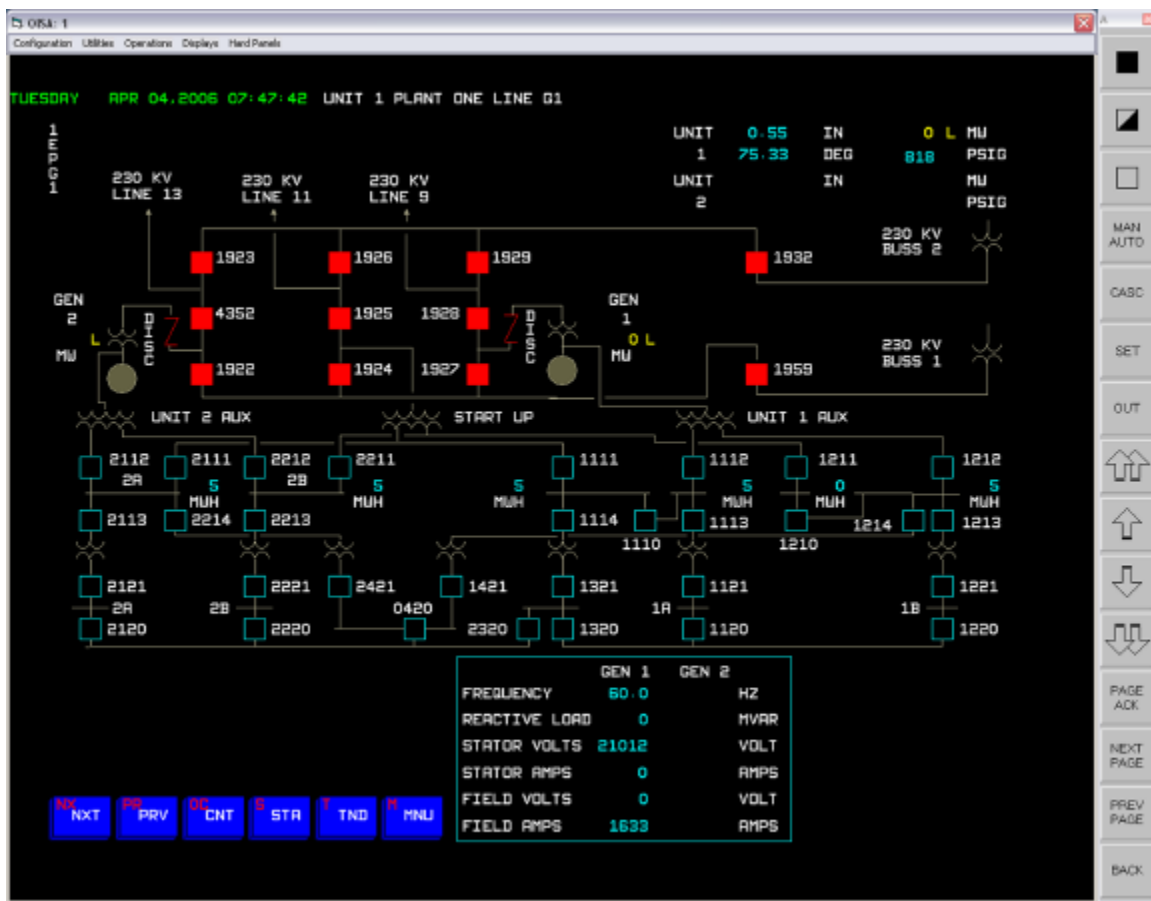 OISA: 1
Configuration Utilities Operations Displays Hard Panels
TUESDAY APR 04,2006 07:47:42 UNIT 1 PLANT ONE LINE G1
1EPG1
UNIT 1 0.55 IN 0 L MW
75.33 DEG 818 PSIG
UNIT 2 IN MW
PSIG
230 KV LINE 13
230 KV LINE 11
230 KV LINE 9
230 KV BUSS 2
1923 1926 1929 1932
GEN 2
L
MW
DISC
4352 1925 1928
DISC
GEN 1
0 L
MW
230 KV BUSS 1
1922 1924 1927 1959
UNIT 2 AUX START UP UNIT 1 AUX
2112 2111 2212 2211 1111 1112 1211 1212
2A 2B
5 5 5 5 0 5
MWH MWH MWH MWH MWH MWH
2113 2214 2213 1114 1113 1214 1213
1110 1210
2121 2221 2421 1421 1321 1121 1221
2A 2B 0420 1A 1B
2120 2220 2320 1320 1120 1220
GEN 1 GEN 2
FREQUENCY 60.0 HZ
REACTIVE LOAD 0 MVAR
STATOR VOLTS 21012 VOLT
STATOR AMPS 0 AMPS
FIELD VOLTS 0 VOLT
FIELD AMPS 1633 AMPS
NX NXT
PR PRV
OC CNT
S STA
T TND
M MNU
MAN AUTO
CASC
SET
OUT
PAGE ACK
NEXT PAGE
PREV PAGE
BACK